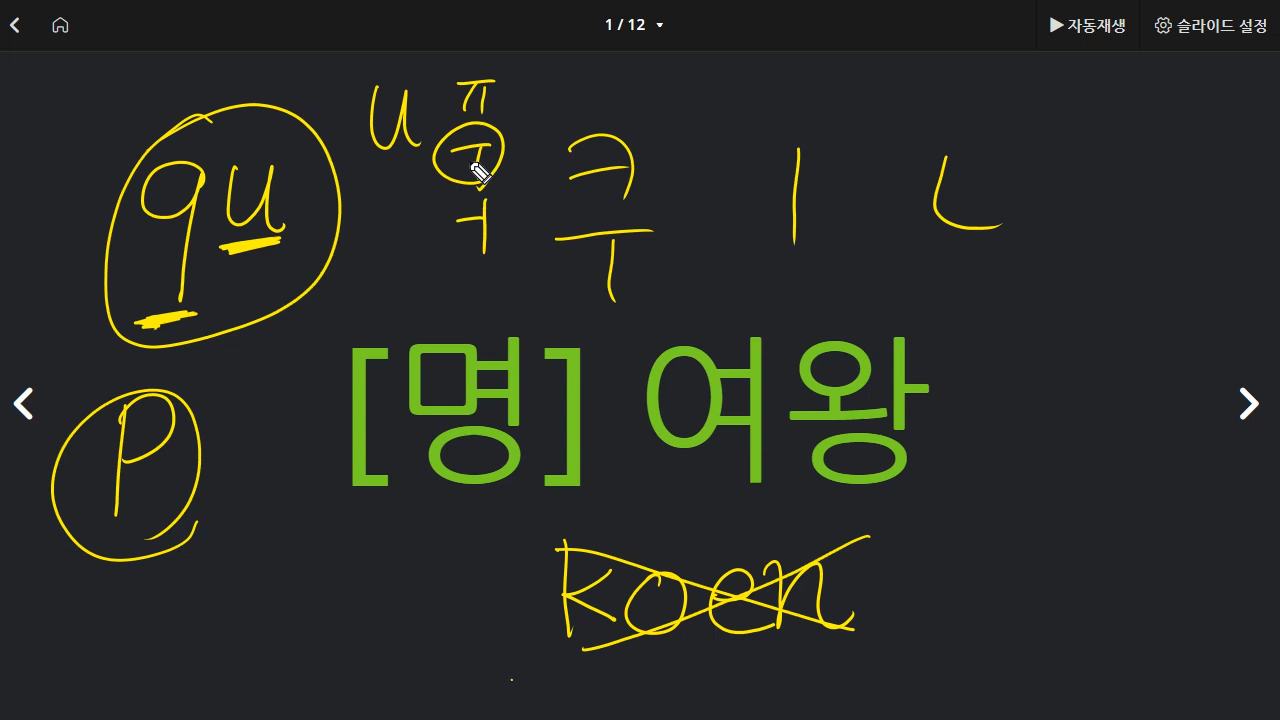 1 / 12
자동재생
슬라이드 설정
u ㅠ
qu ㅜ 쿠 ㅣ ㄴ
ㅓ
[명] 여왕
p
koen